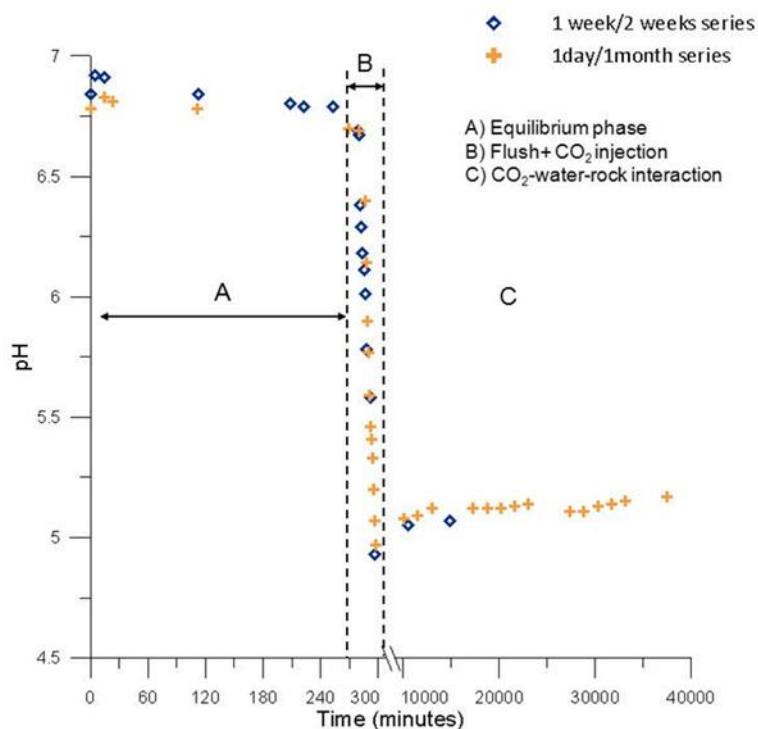 1 week/2 weeks series
1day/1month series
A) Equilibrium phase
B) Flush+ CO₂ injection
C) CO₂-water-rock interaction
7
6.5
6
5.5
5
4.5
pH
A
B
C
0 60 120 180 240 300 10000 20000 30000 40000
Time (minutes)